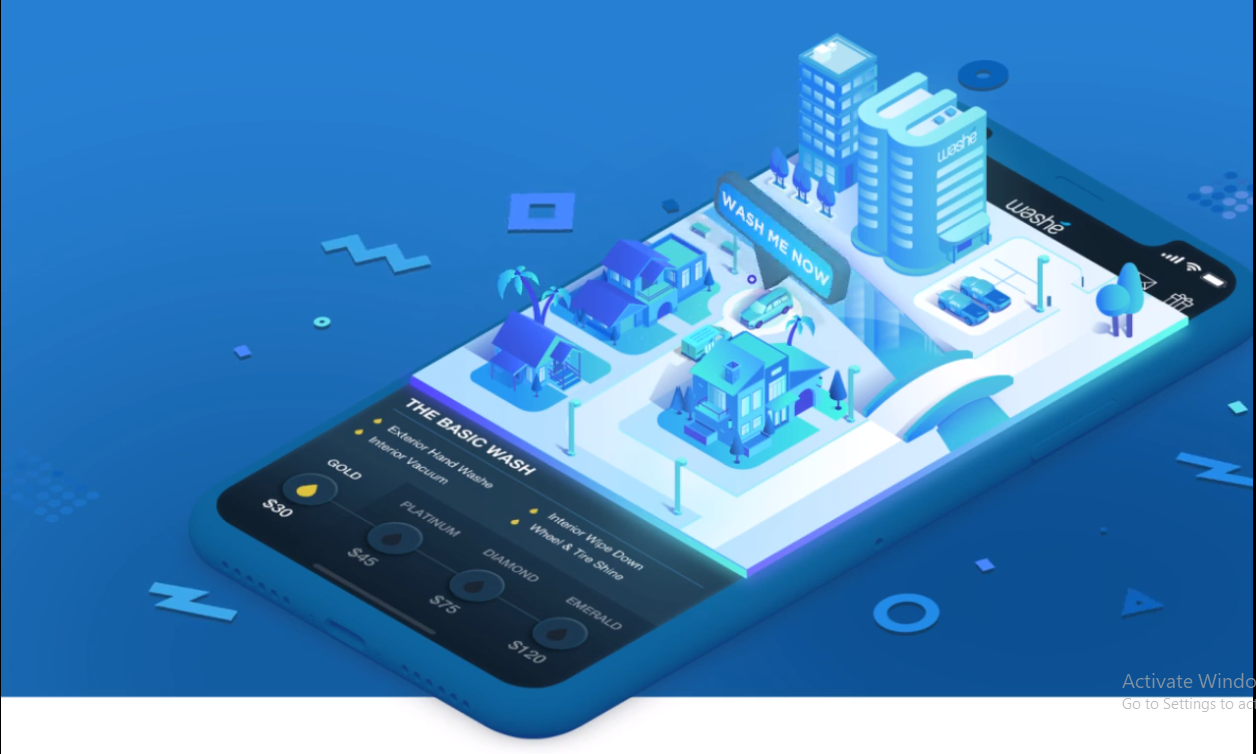 washe
washé
WASH ME NOW
THE BASIC WASH
Exterior Hand Washe
Interior Vacuum
Interior Wipe Down
Wheel & Tire Shine
GOLD
$30
PLATINUM
$45
DIAMOND
$75
EMERALD
$120
Activate Windo
Go to Settings to ac